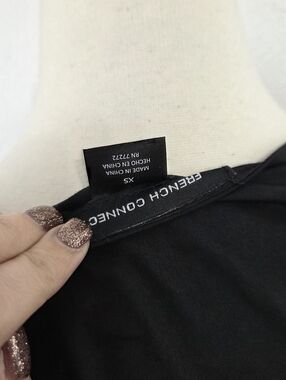 FRENCH CONNEC
XS
MADE IN CHINA
HECHO EN CHINA
RN 77272